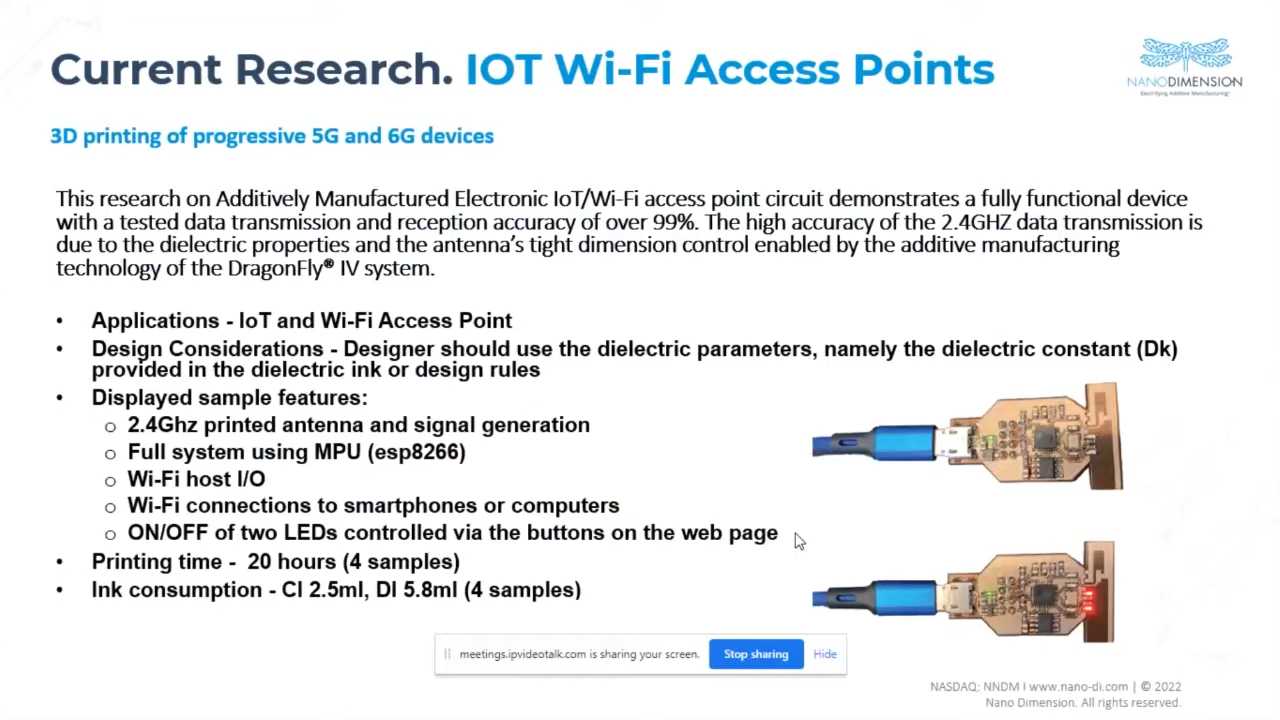 Current Research. IOT Wi-Fi Access Points
NANODIMENSION
Electrifying Additive Manufacturing®
3D printing of progressive 5G and 6G devices
This research on Additively Manufactured Electronic IoT/Wi-Fi access point circuit demonstrates a fully functional device
with a tested data transmission and reception accuracy of over 99%. The high accuracy of the 2.4GHZ data transmission is
due to the dielectric properties and the antenna's tight dimension control enabled by the additive manufacturing
technology of the DragonFly® IV system.
• Applications - IoT and Wi-Fi Access Point
• Design Considerations - Designer should use the dielectric parameters, namely the dielectric constant (Dk)
provided in the dielectric ink or design rules
• Displayed sample features:
o 2.4Ghz printed antenna and signal generation
o Full system using MPU (esp8266)
o Wi-Fi host I/O
o Wi-Fi connections to smartphones or computers
o ON/OFF of two LEDs controlled via the buttons on the web page
• Printing time - 20 hours (4 samples)
• Ink consumption - CI 2.5ml, DI 5.8ml (4 samples)
meetings.ipvideotalk.com is sharing your screen. Stop sharing Hide
NASDAQ: NNDM I www.nano-di.com | © 2022
Nano Dimension. All rights reserved.